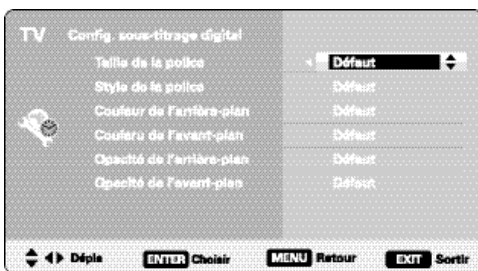 TV Config. sous-titrage digital
Taille de la police Défaut
Style de la police Défaut
Couleur de l'arrière-plan Défaut
Couleru de l'avant-plan Défaut
Opacité de l'arrière-plan Défaut
Opacité de l'avant-plan Défaut
Dépla ENTER Choisir MENU Retour EXIT Sortir